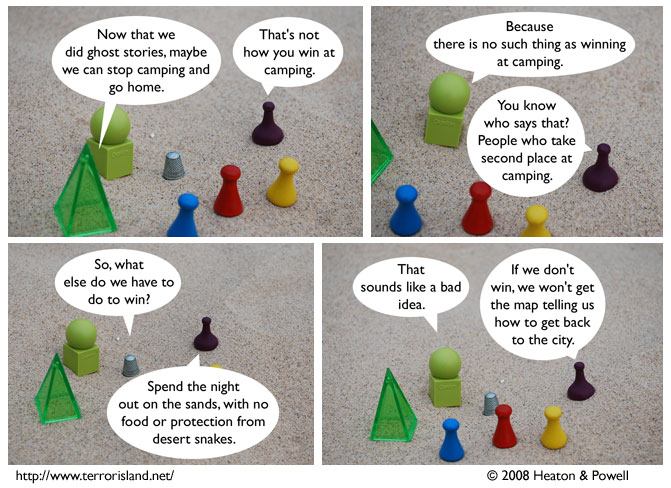 Now that we
did ghost stories, maybe
we can stop camping and
go home.
That's not
how you win at
camping.
Because
there is no such thing as winning
at camping.
You know
who says that?
People who take
second place at
camping.
So, what
else do we have to
do to win?
Spend the night
out on the sands, with no
food or protection from
desert snakes.
That
sounds like a bad
idea.
If we don't
win, we won't get
the map telling us
how to get back
to the city.
http://www.terrorisland.net/
© 2008 Heaton & Powell